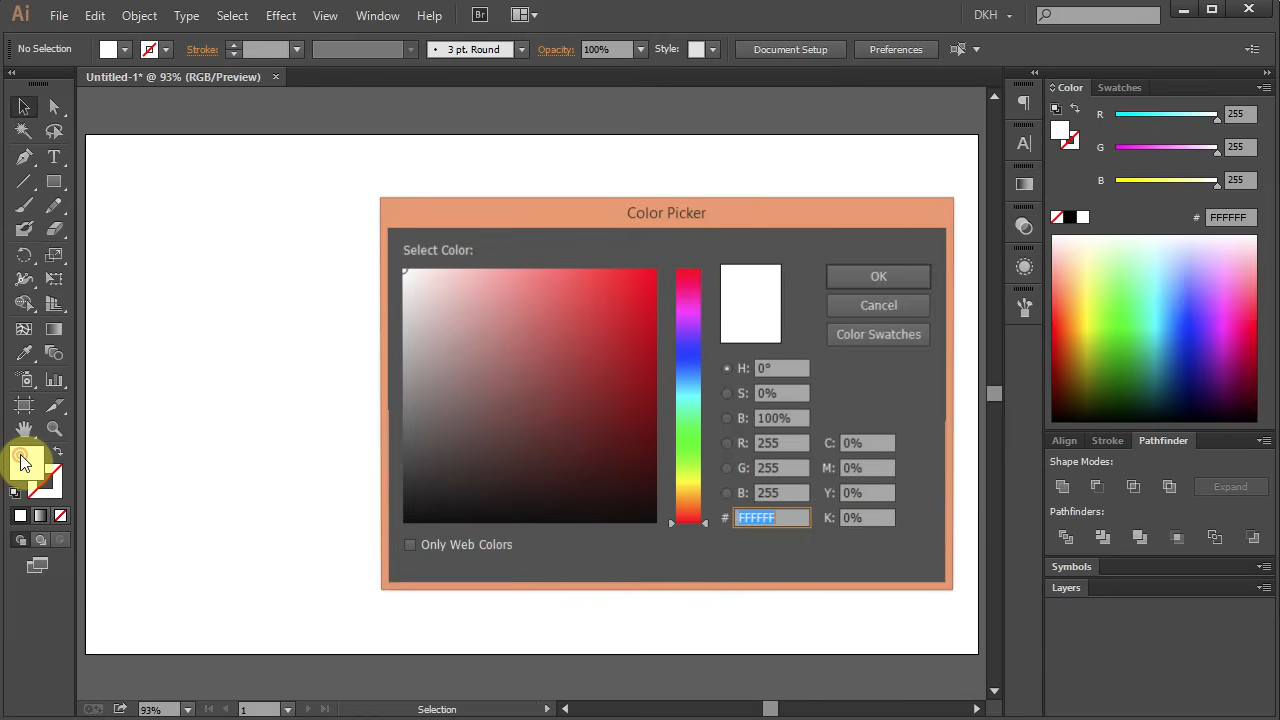 Ai File Edit Object Type Select Effect View Window Help Br DKH
No Selection Stroke: 3 pt. Round Opacity: 100% Style: Document Setup Preferences
Untitled-1* @ 93% (RGB/Preview) ×
Color Swatches
R 255
G 255
B 255
# FFFFFF
Color Picker
Select Color:
OK
Cancel
Color Swatches
H: 0°
S: 0%
B: 100%
R: 255 C: 0%
G: 255 M: 0%
B: 255 Y: 0%
# FFFFFF K: 0%
Only Web Colors
Align Stroke Pathfinder
Shape Modes:
Expand
Pathfinders:
Symbols
Layers
93% 1 Selection